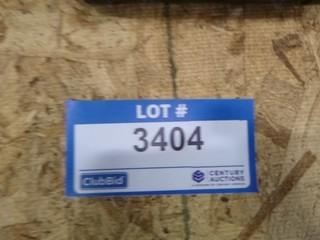 LOT #
3404
ClubBid
CENTURY
AUCTIONS